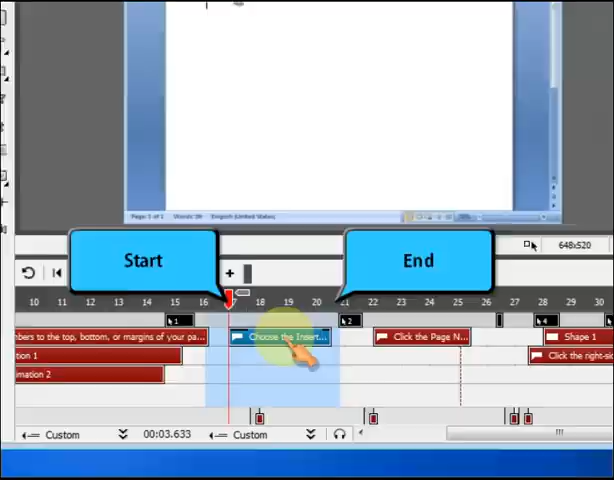 Page: 1 of 1 Words: 39 English (United States)
648x520
Start
End
10 11 12 13 14 15 16 17 18 19 20 21 22 23 24 25 26 27 28 29 30
1 2 4
nbers to the top, bottom, or margins of your pa... Choose the Insert... Click the Page N... Shape 1
tion 1 Click the right-si
imation 2
Custom 00:03.633 Custom